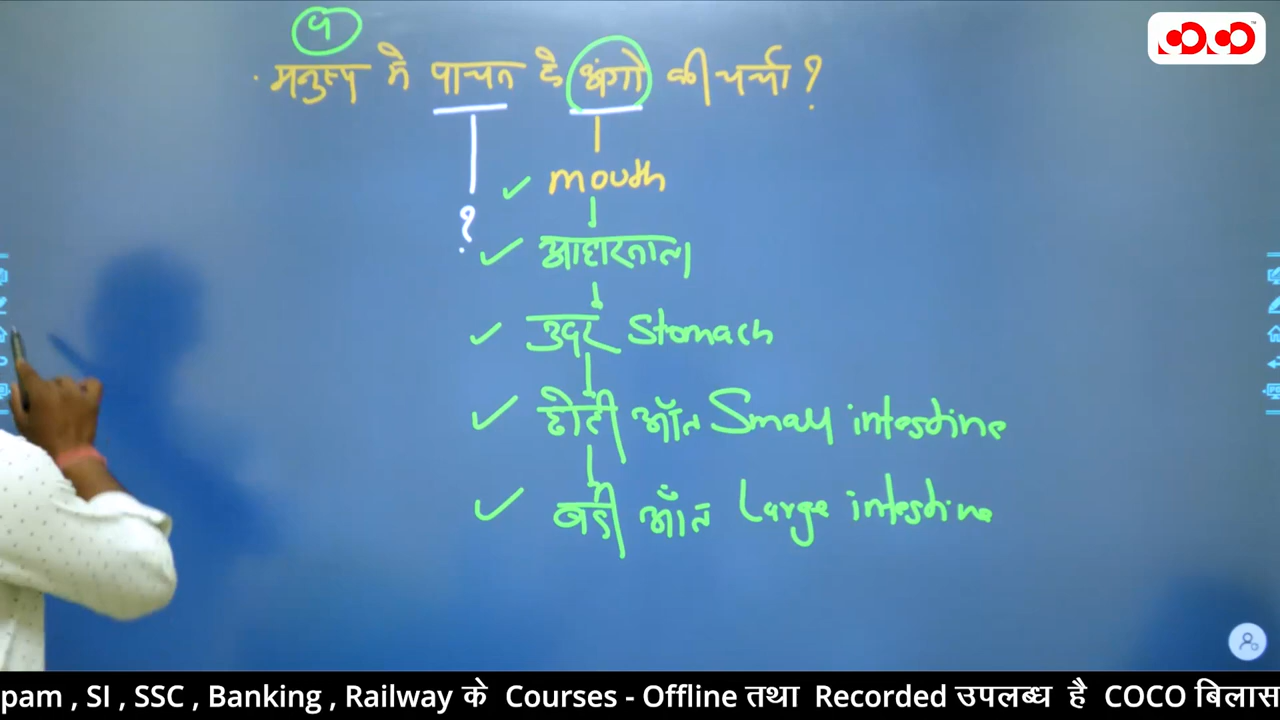 ५
मनुष्य मे पाचन के अंगो की चर्चा ?
?
mouth
आहारनाल
उदर Stomach
छोटी आँत Small intestine
बडी आँत Large intestine
pam , SI , SSC , Banking , Railway के Courses - Offline तथा Recorded उपलब्ध है COCO बिलास